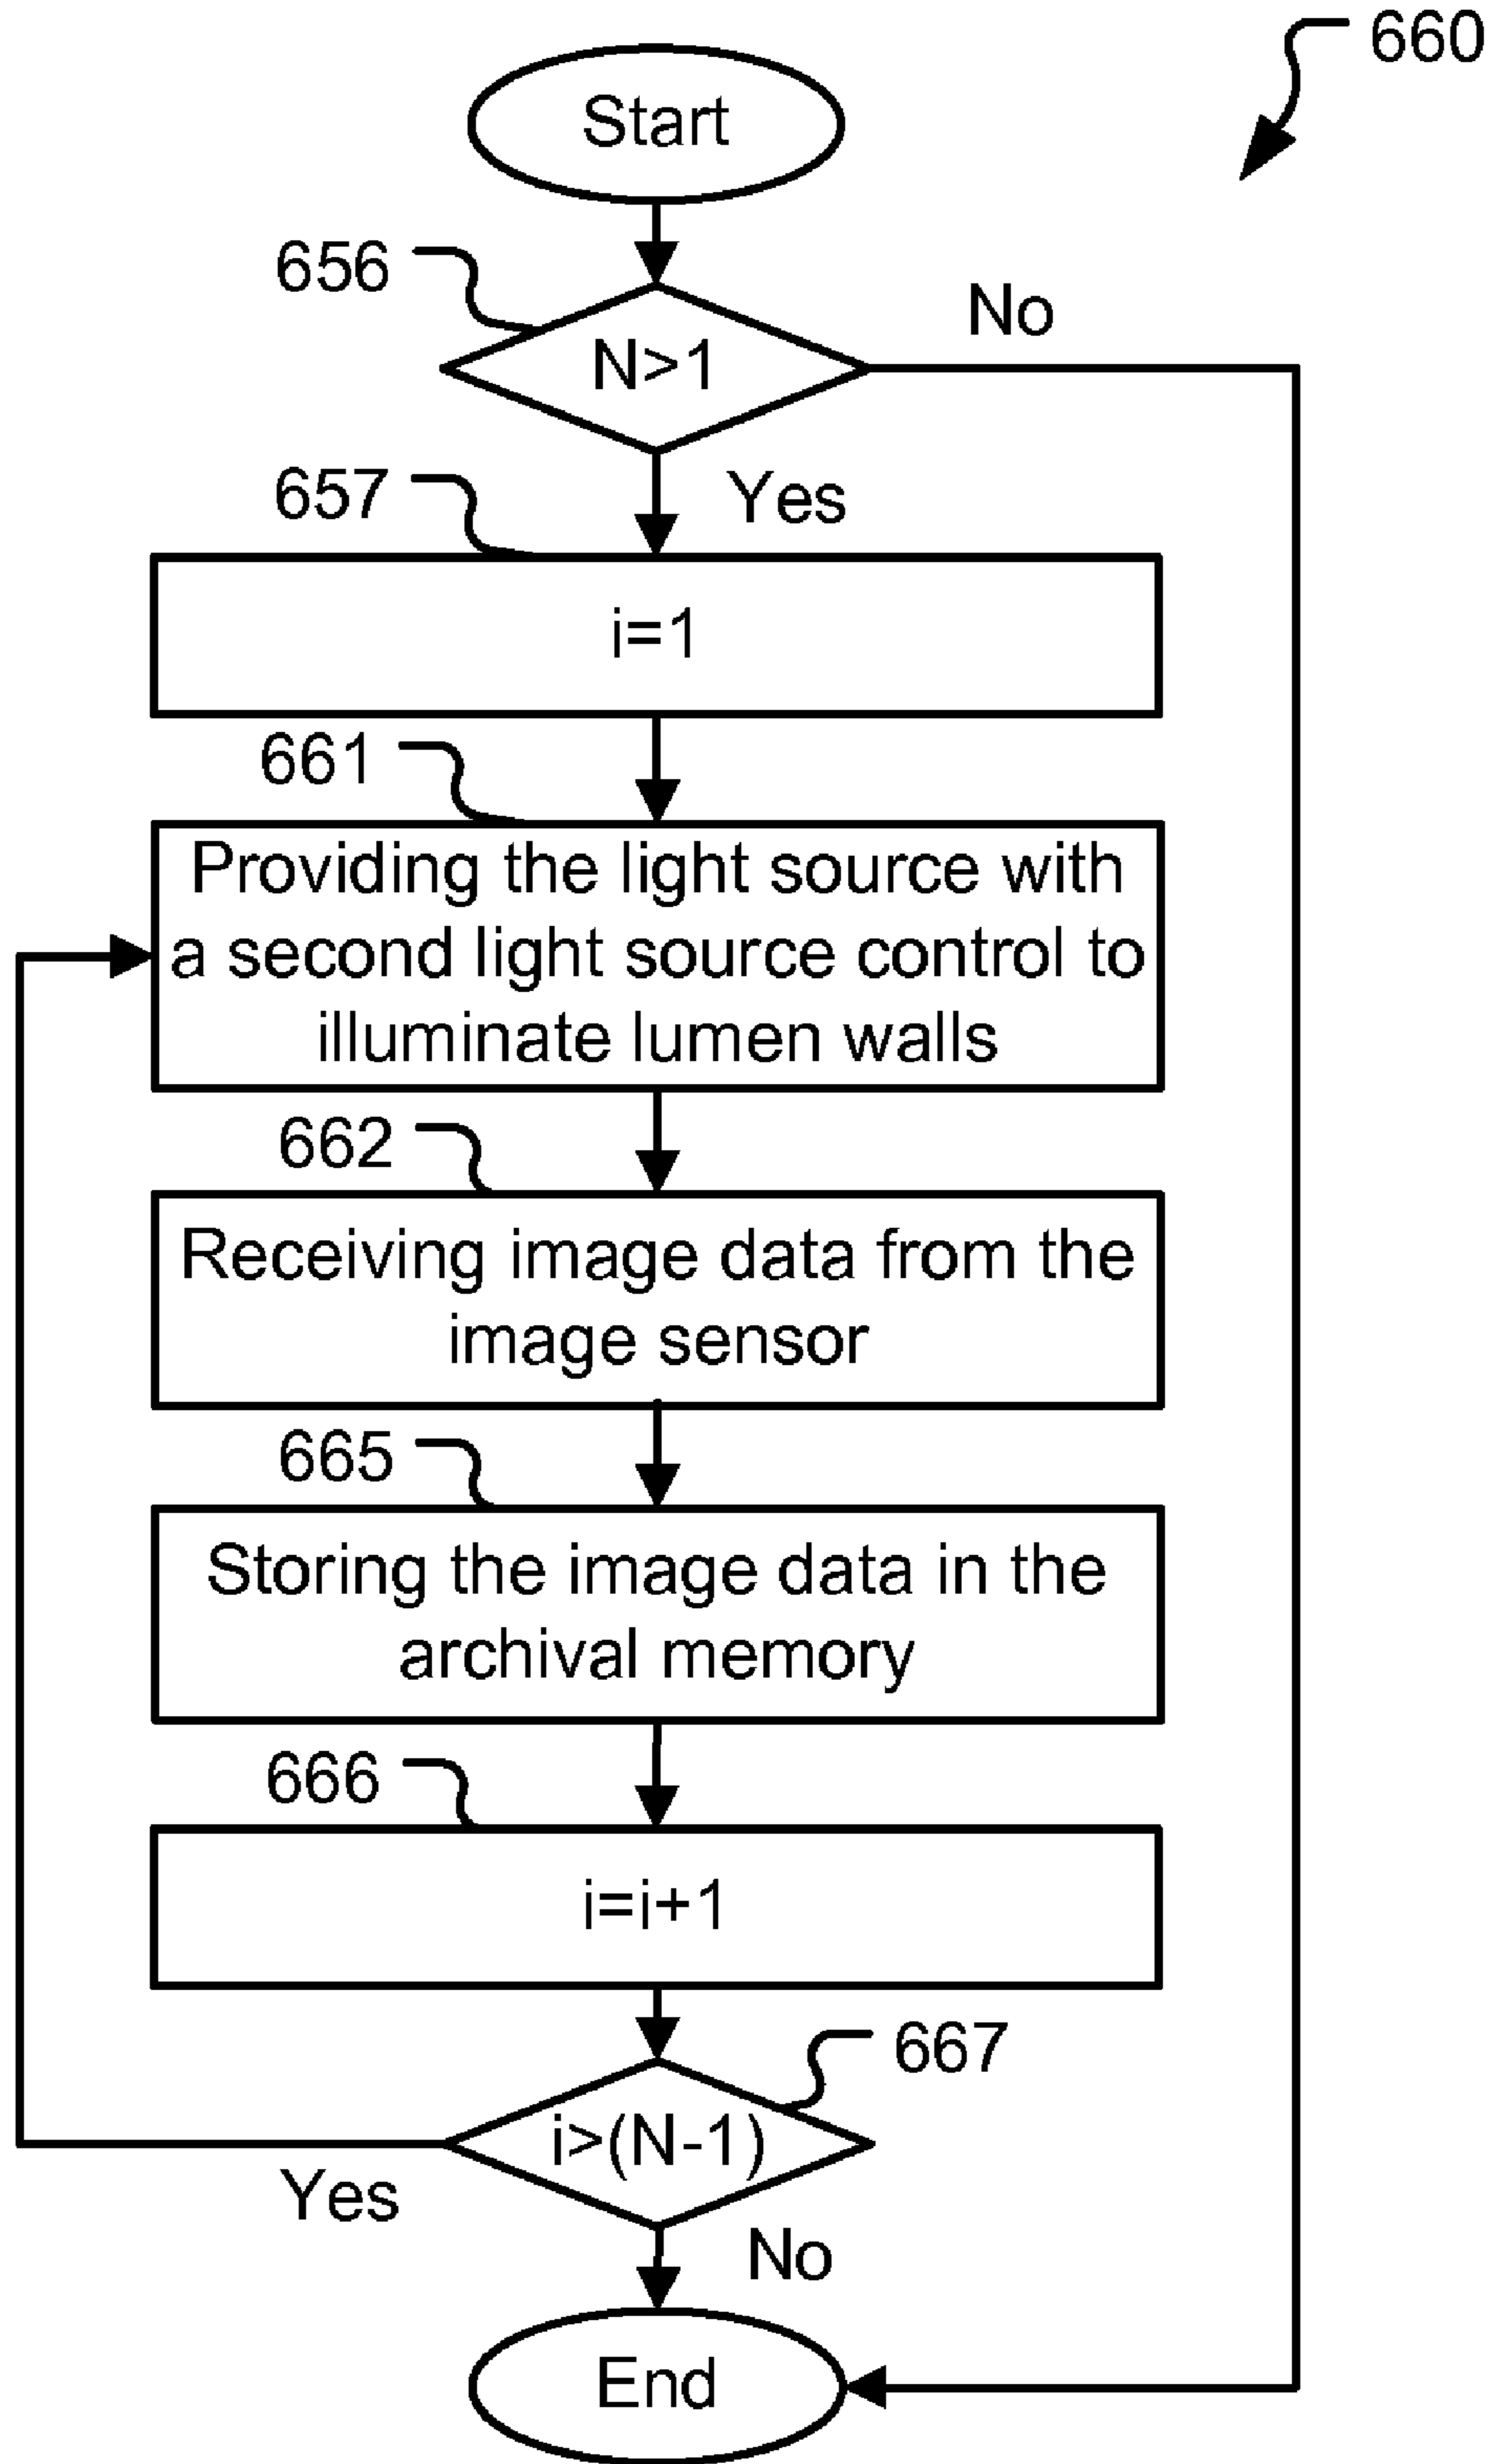 660
Start
656
N>1
No
657
Yes
i=1
661
Providing the light source with
a second light source control to
illuminate lumen walls
662
Receiving image data from the
image sensor
665
Storing the image data in the
archival memory
666
i=i+1
667
i>(N-1)
Yes
No
End